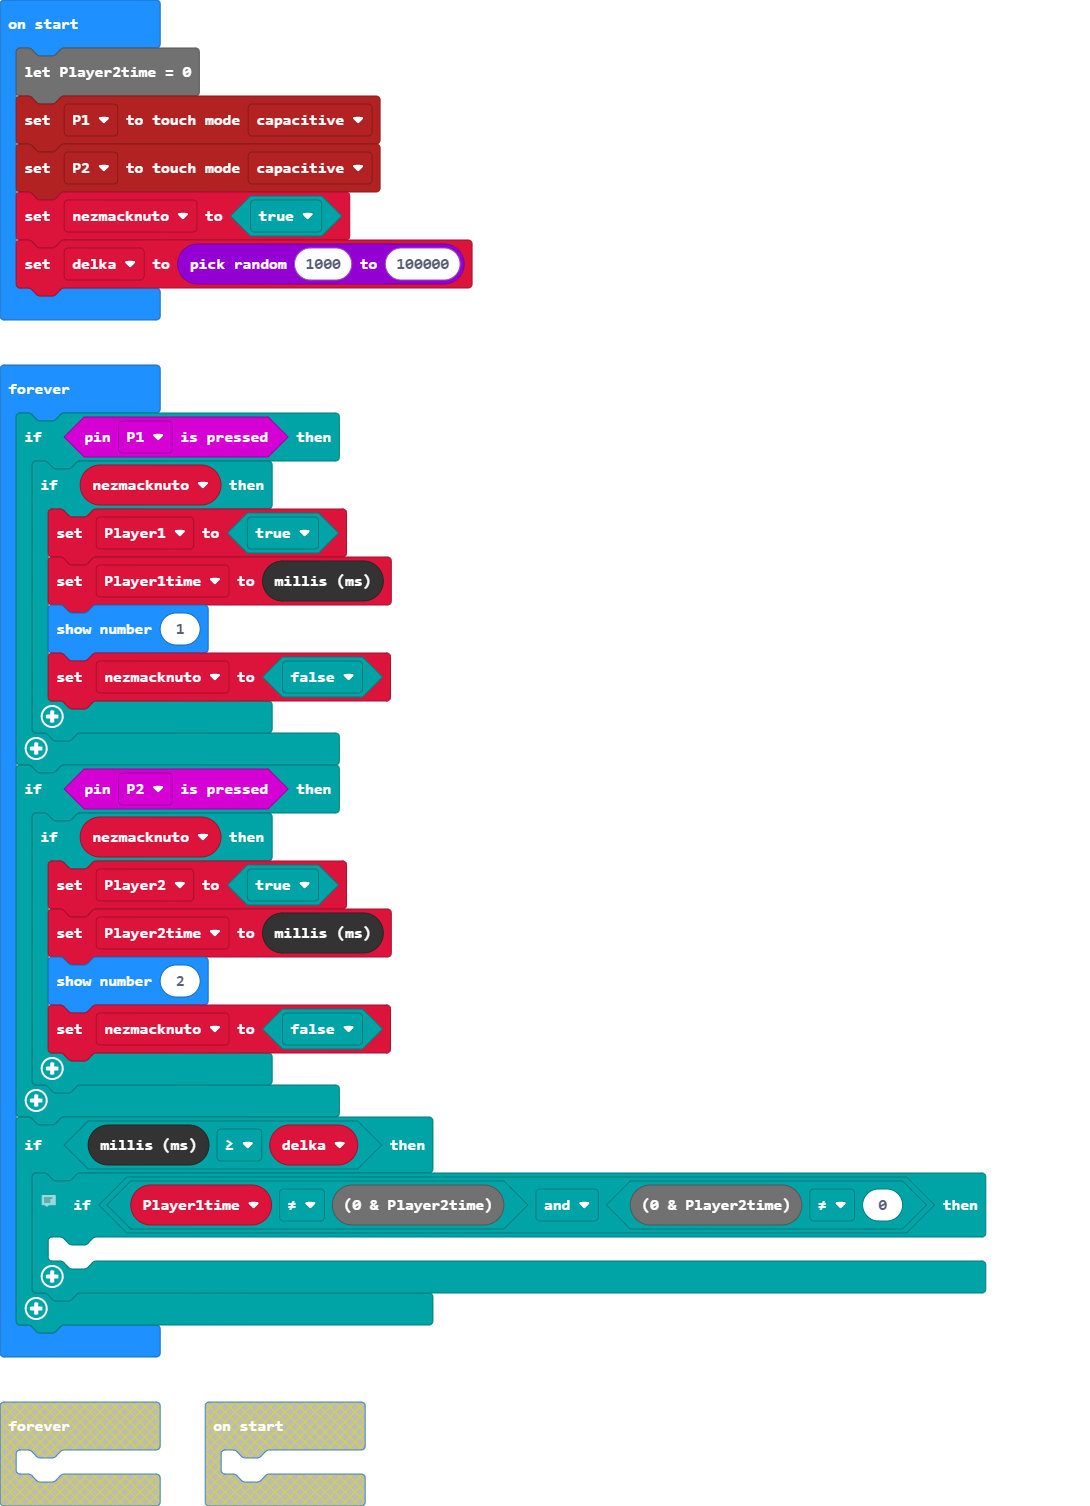 on start
let Player2time = 0
set P1 to touch mode capacitive
set P2 to touch mode capacitive
set nezmacknuto to true
set delka to pick random 1000 to 100000
forever
if pin P1 is pressed then
if nezmacknuto then
set Player1 to true
set Player1time to millis (ms)
show number 1
set nezmacknuto to false
if pin P2 is pressed then
if nezmacknuto then
set Player2 to true
set Player2time to millis (ms)
show number 2
set nezmacknuto to false
if millis (ms) ≥ delka then
if Player1time ≠ (0 & Player2time) and (0 & Player2time) ≠ 0 then
forever on start